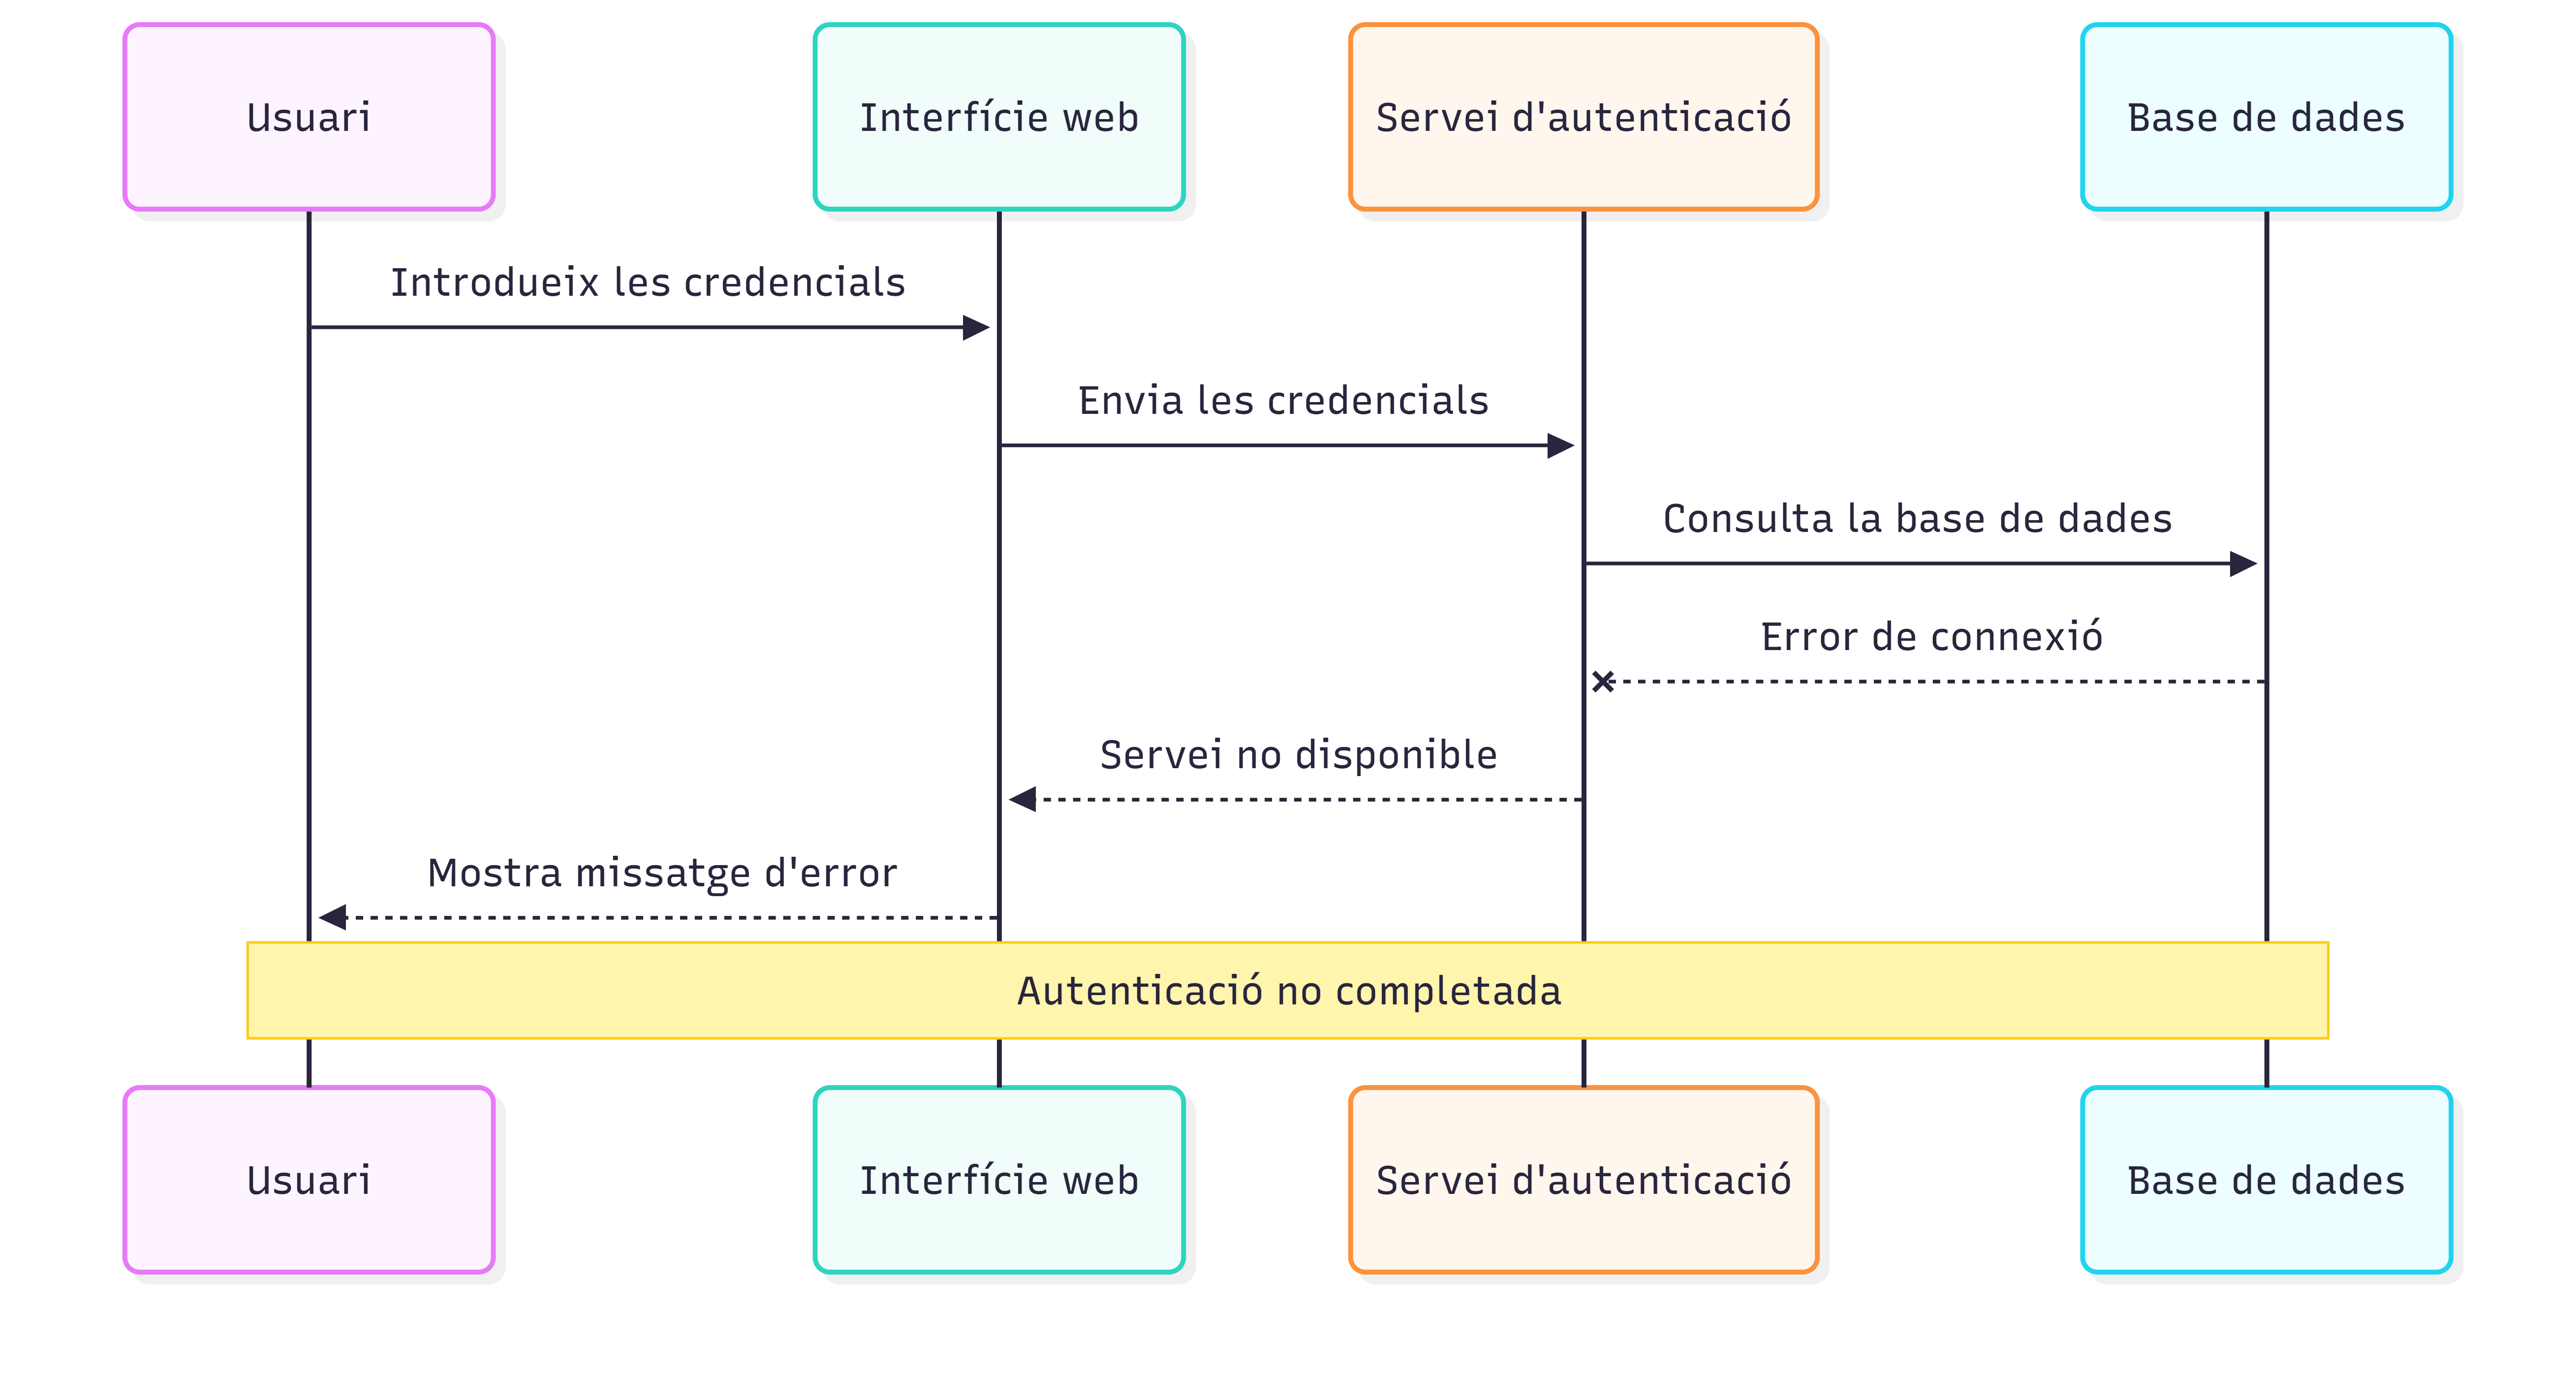 Usuari
Interfície web
Servei d'autenticació
Base de dades
Introdueix les credencials
Envia les credencials
Consulta la base de dades
Error de connexió
Servei no disponible
Mostra missatge d'error
Autenticació no completada
Usuari
Interfície web
Servei d'autenticació
Base de dades